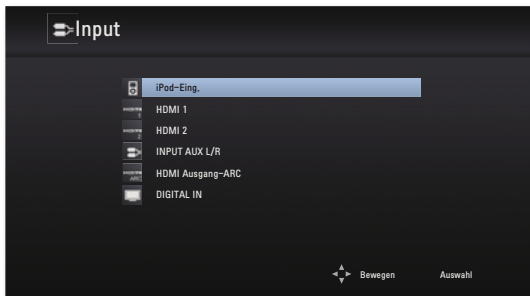 Input
iPod-Eing.
HDMI 1
HDMI 2
INPUT AUX L/R
HDMI Ausgang-ARC
DIGITAL IN
Bewegen Auswahl